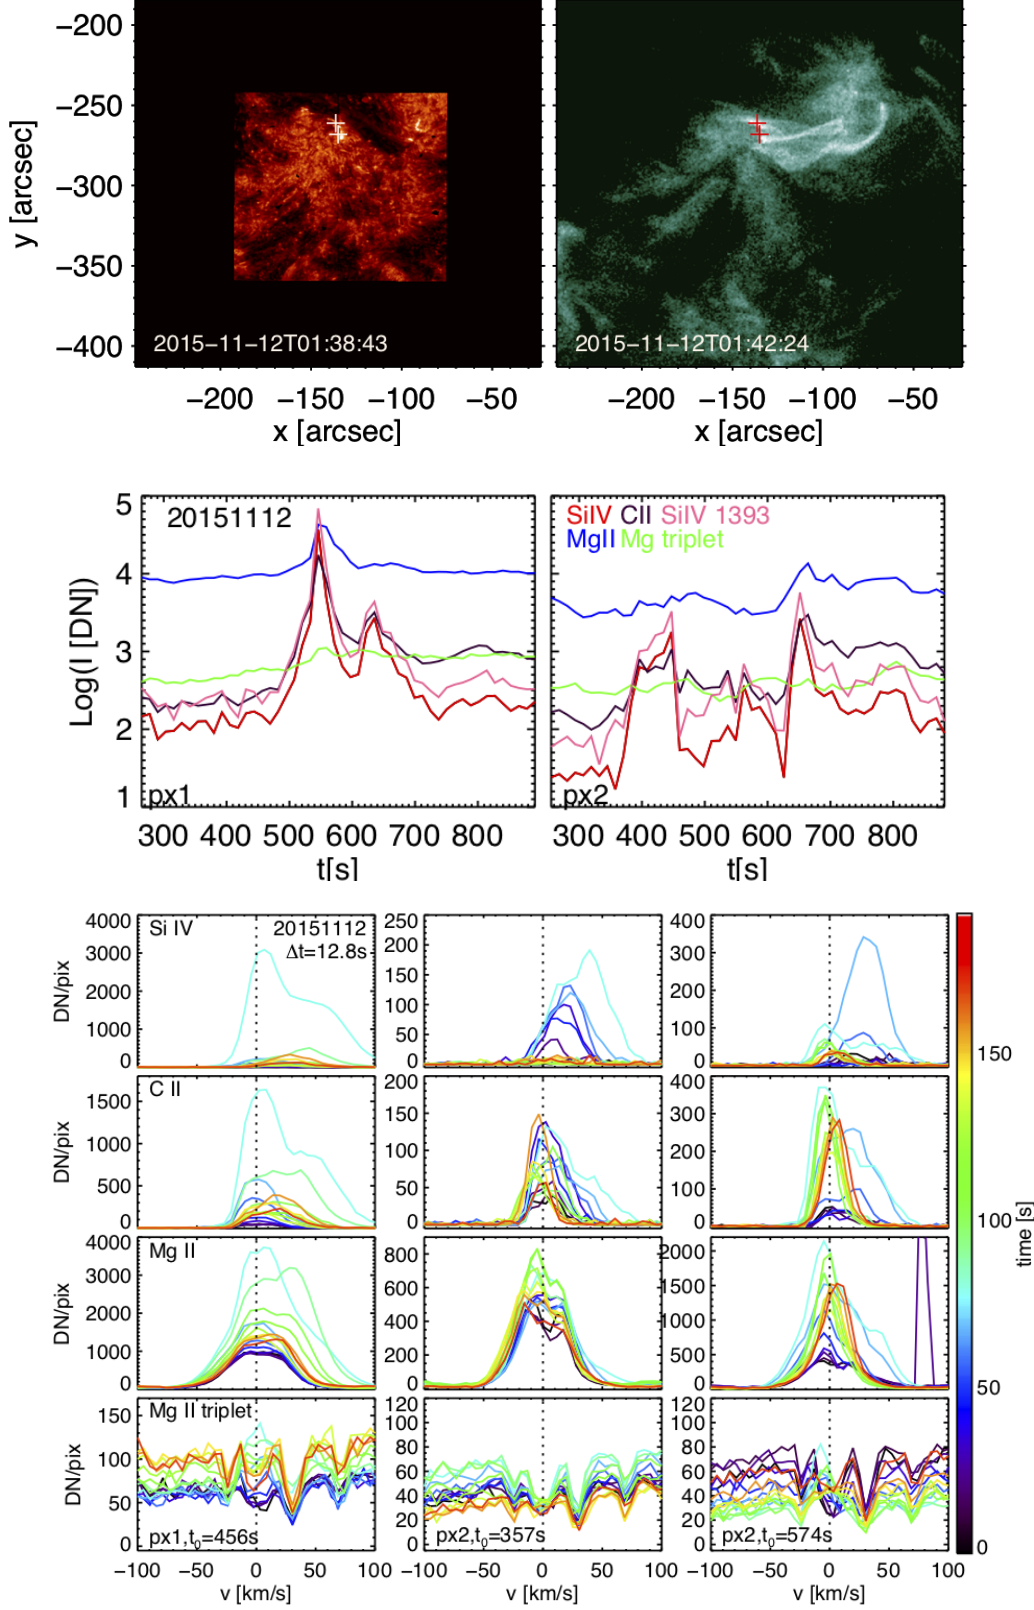 −200
−250
−300
−350
−400
y [arcsec]
2015−11−12T01:38:43
2015−11−12T01:42:24
−200 −150 −100 −50
−200 −150 −100 −50
x [arcsec]
x [arcsec]
5
4
3
2
1
Log(I [DN])
20151112
px1
SiIV CII SiIV 1393
MgII Mg triplet
px2
300 400 500 600 700 800
300 400 500 600 700 800
t[s]
t[s]
4000
3000
2000
1000
0
DN/pix
Si IV
20151112
Δt=12.8s
250
200
150
100
50
0
400
300
200
100
0
1500
1000
500
0
DN/pix
C II
200
150
100
50
0
400
300
200
100
0
4000
3000
2000
1000
0
DN/pix
Mg II
800
600
400
200
0
2000
1500
1000
500
0
150
100
50
0
DN/pix
Mg II triplet
px1,t₀=456s
120
100
80
60
40
20
0
px2,t₀=357s
120
100
80
60
40
20
0
px2,t₀=574s
−100 −50 0 50 100
−100 −50 0 50 100
−100 −50 0 50 100
v [km/s]
v [km/s]
v [km/s]
150
100
50
0
time [s]